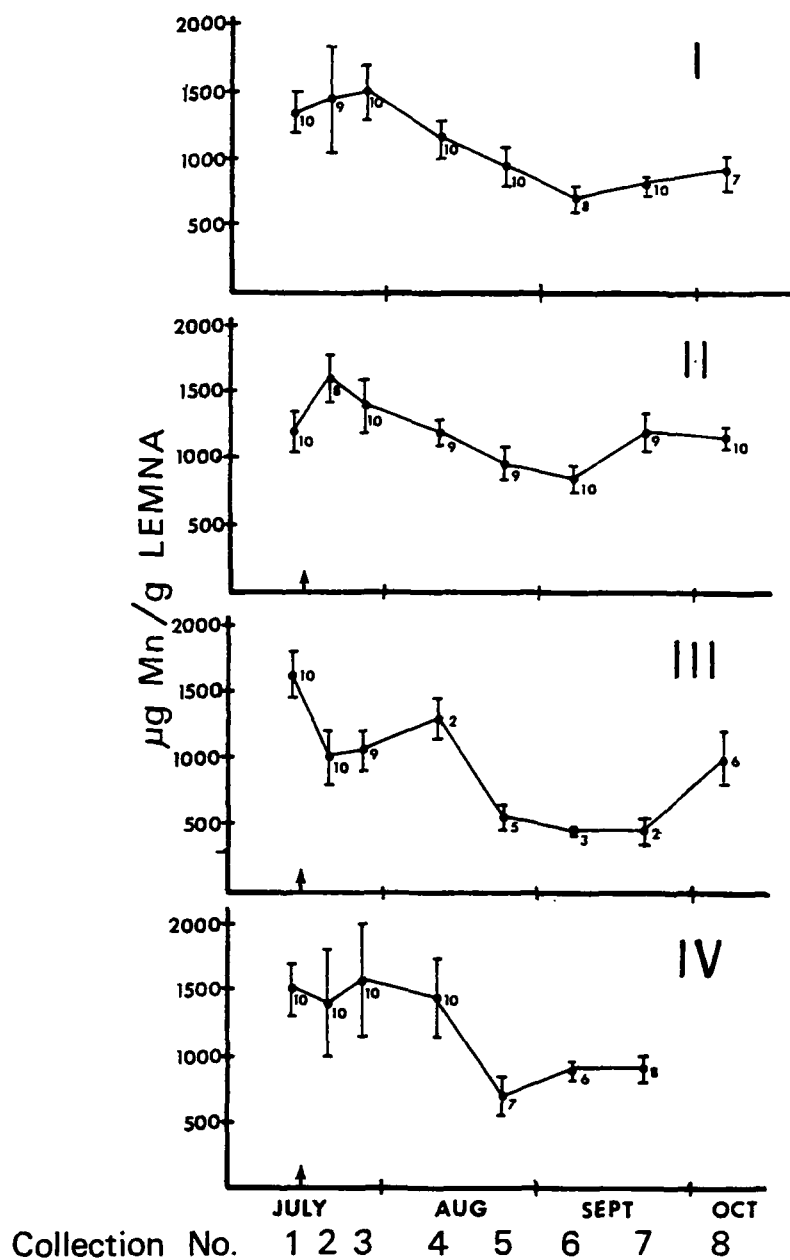 2000
I
1500
10 9 10
1000
10 10 8 10 7
500
2000
II
1500
10 8 10
1000
9 9 10 9 10
500
µg Mn/g LEMNA
2000
III
1500
10
1000
10 9 2 6
500
5 3 2
2000
IV
1500
10 10 10 10
1000
7 6 8
500
JULY AUG SEPT OCT
Collection No. 1 2 3 4 5 6 7 8